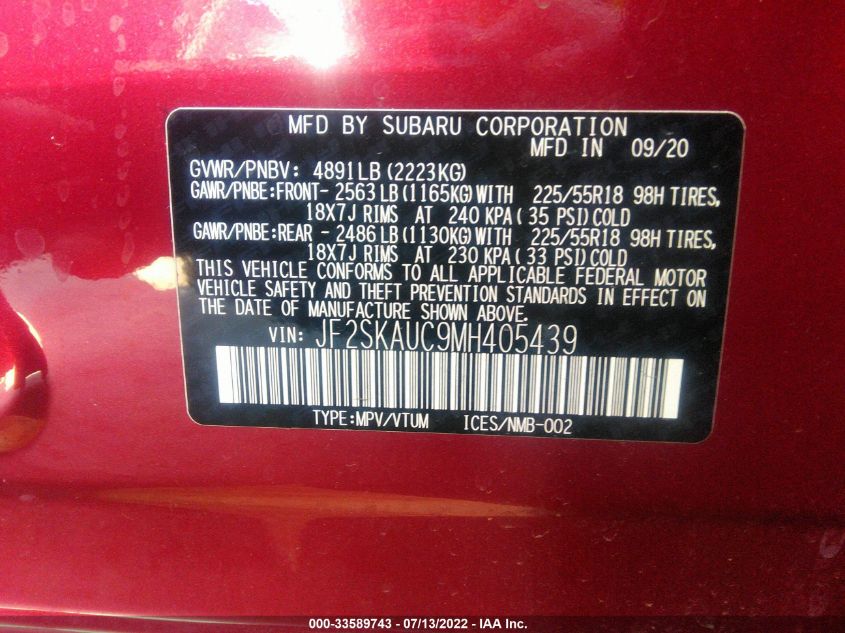 MFD BY SUBARU CORPORATION
MFD IN 09/20
GVWR/PNBV: 4891LB (2223KG)
GAWR/PNBE:FRONT- 2563LB (1165KG) WITH 225/55R18 98H TIRES,
18X7J RIMS AT 240 KPA ( 35 PSI) COLD
GAWR/PNBE:REAR - 2486LB (1130KG) WITH 225/55R18 98H TIRES,
18X7J RIMS AT 230 KPA ( 33 PSI) COLD
THIS VEHICLE CONFORMS TO ALL APPLICABLE FEDERAL MOTOR
VEHICLE SAFETY AND THEFT PREVENTION STANDARDS IN EFFECT ON
THE DATE OF MANUFACTURE SHOWN ABOVE.
VIN: JF2SKAUC9MH405439
TYPE:MPV/VTUM ICES/NMB-002
000-33589743 - 07/13/2022 - IAA Inc.